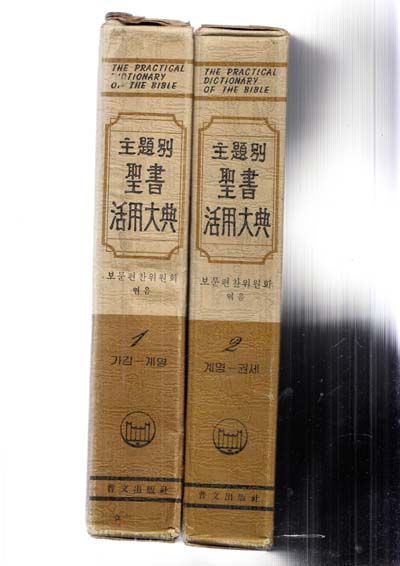 THE PRACTICAL
DICTIONARY
OF THE BIBLE
主題別
聖書
活用大典
보문편찬위원회
엮음
1
가감-계명
普文出版社
THE PRACTICAL
DICTIONARY
OF THE BIBLE
主題別
聖書
活用大典
보문편찬위원회
엮음
2
계명-권세
普文出版社